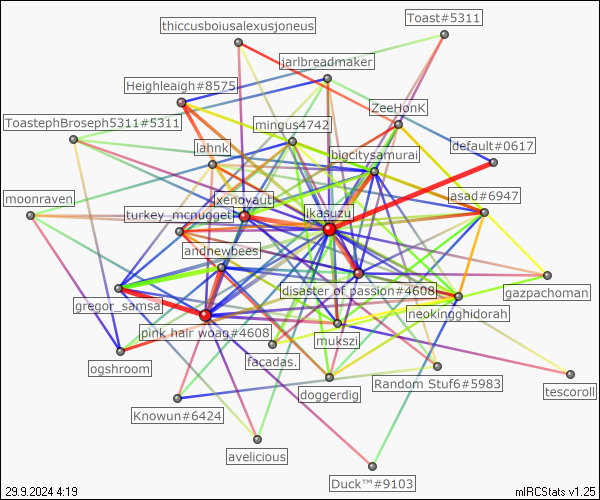 Toast#5311
thiccusboiusalexusjoneus
jarlbreadmaker
Heighleaigh#8575
ZeeHonK
ToastephBroseph5311#5311
mingus4742
lahnk
default#0617
bigcitysamurai
moonraven
xenoyaut
asad#6947
turkey_mcnugget
ikasuzu
andnewbees
disaster of passion#4608
gazpachoman
gregor_samsa
neokingghidorah
pink hair woag#4608
mukszi
ogshroom
facadas.
Random Stuf6#5983
tescoroll
doggerdig
Knowun#6424
avelicious
Duck™#9103
29.9.2024 4:19
mIRCStats v1.25